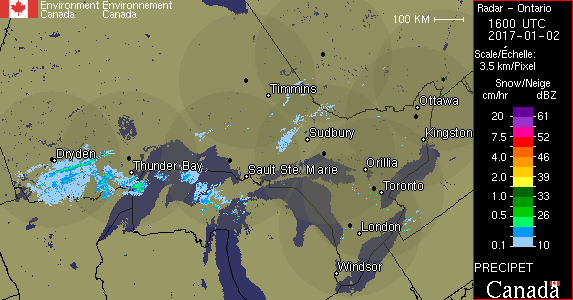 Environment Environnement
Canada Canada
100 KM
Timmins
Ottawa
Sudbury
Kingston
Dryden
Thunder Bay
Sault Ste. Marie
Orillia
Toronto
London
Windsor
Radar - Ontario
1600 UTC
2017-01-02
Scale/Échelle:
3.5 km/Pixel
Snow/Neige
cm/hr dBZ
20 61
7.5 52
4.0 46
2.0 39
1.0 33
0.5 26
0.1 10
PRECIPET
Canada